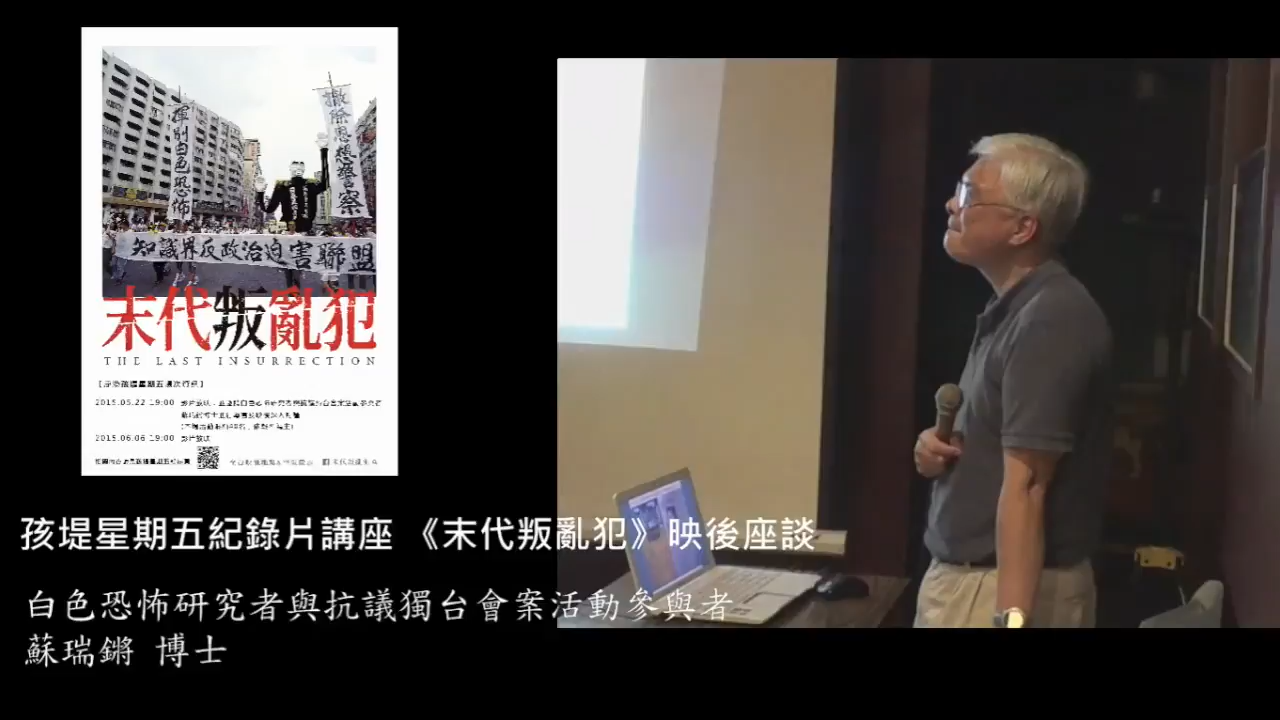 揮別白色恐怖
撤除思想警察
知識界反政治迫害聯盟
末代叛亂犯
THE LAST INSURRECTION
2015.05.22 19:00
2015.06.06 19:00 影片放映
孩堤星期五紀錄片講座 《末代叛亂犯》映後座談
白色恐怖研究者與抗議獨台會案活動參與者
蘇瑞鏘 博士